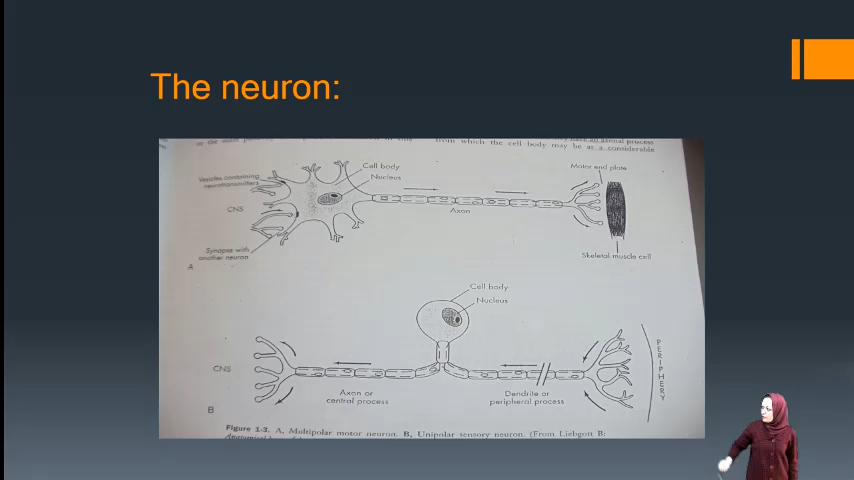 The neuron:
from which the cell body may be as a considerable
Cell body
Motor end plate
Vesicles containing
neurotransmitters
Nucleus
CNS
Axon
Synapse with
another neuron
Skeletal muscle cell
A
Cell body
Nucleus
PERIPHERY
CNS
Axon or
central process
Dendrite or
peripheral process
B
Figure 1-3. A, Multipolar motor neuron. B, Unipolar sensory neuron. (From Liebgott B: